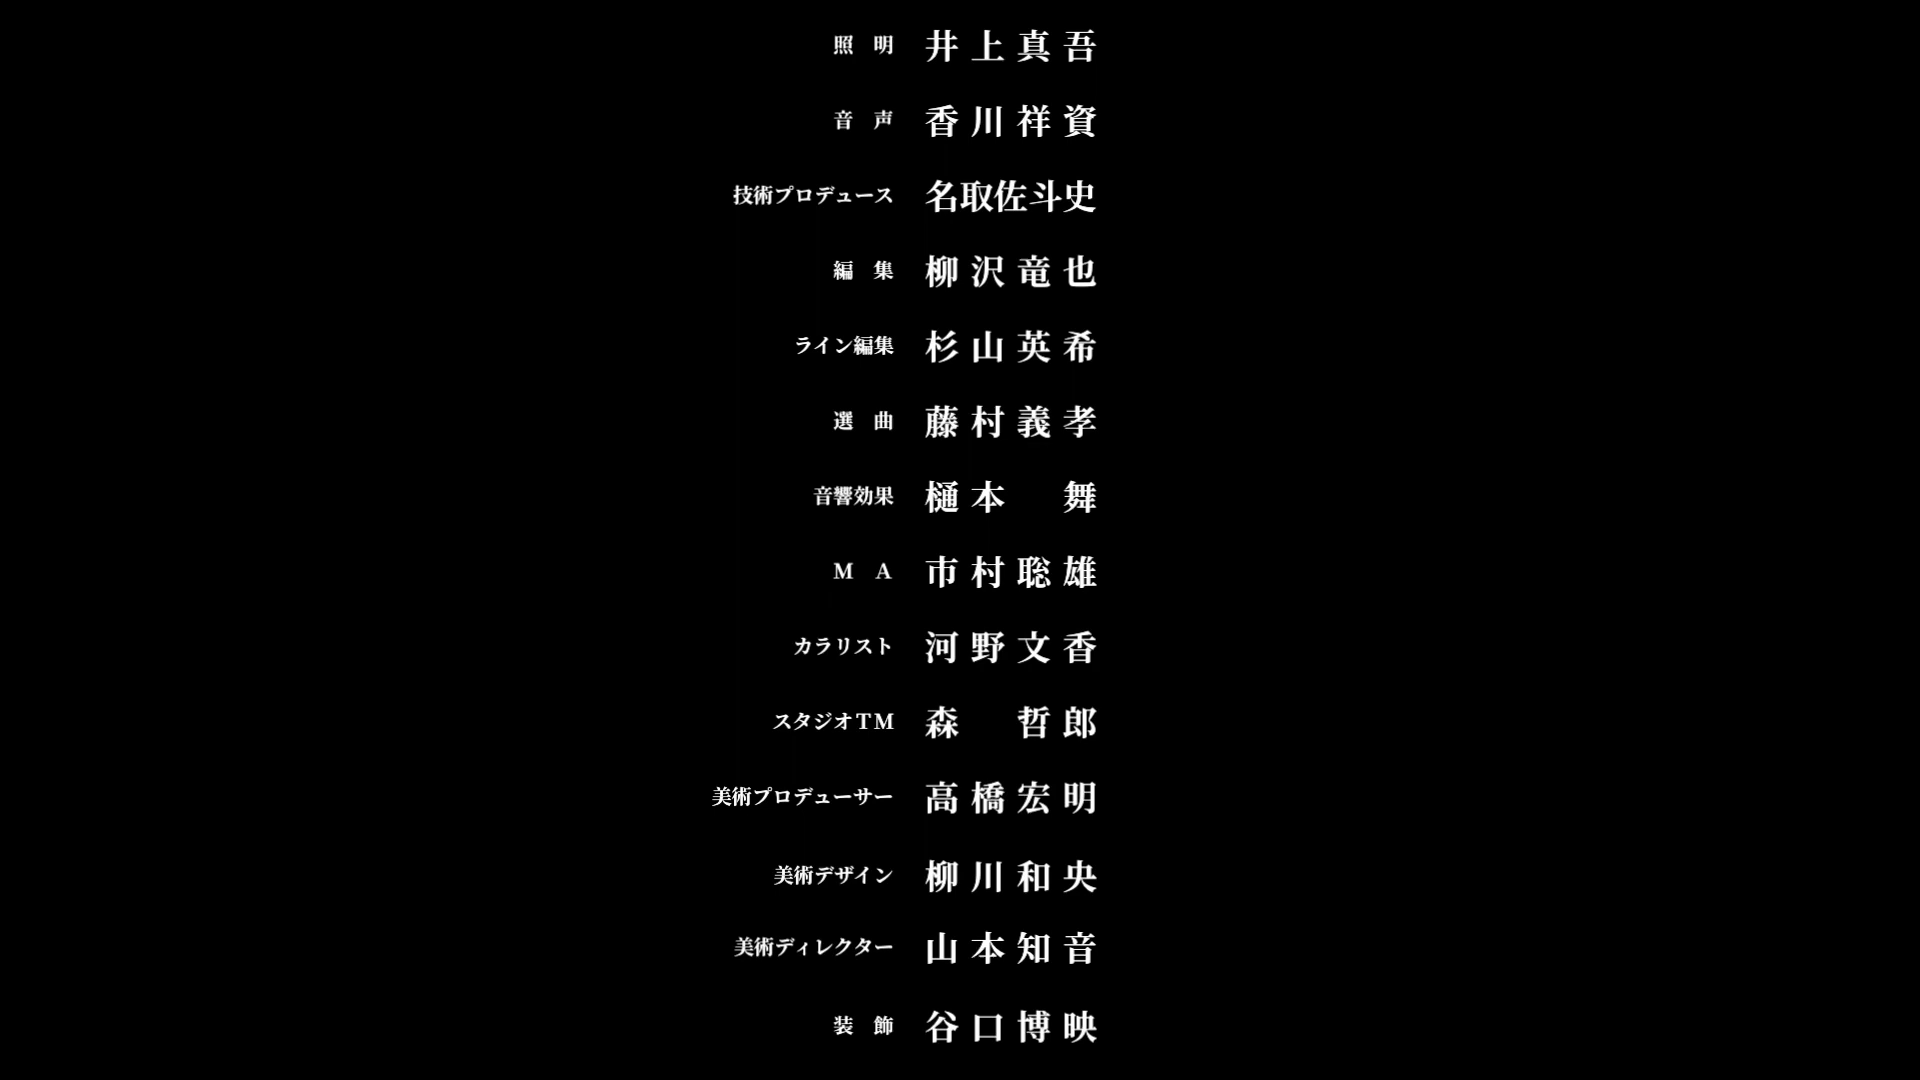 照　明　井上真吾
音　声　香川祥資
技術プロデュース　名取佐斗史
編　集　柳沢竜也
ライン編集　杉山英希
選　曲　藤村義孝
音響効果　樋本　舞
Ｍ　Ａ　市村聡雄
カラリスト　河野文香
スタジオＴＭ　森　哲郎
美術プロデューサー　高橋宏明
美術デザイン　柳川和央
美術ディレクター　山本知音
装　飾　谷口博映